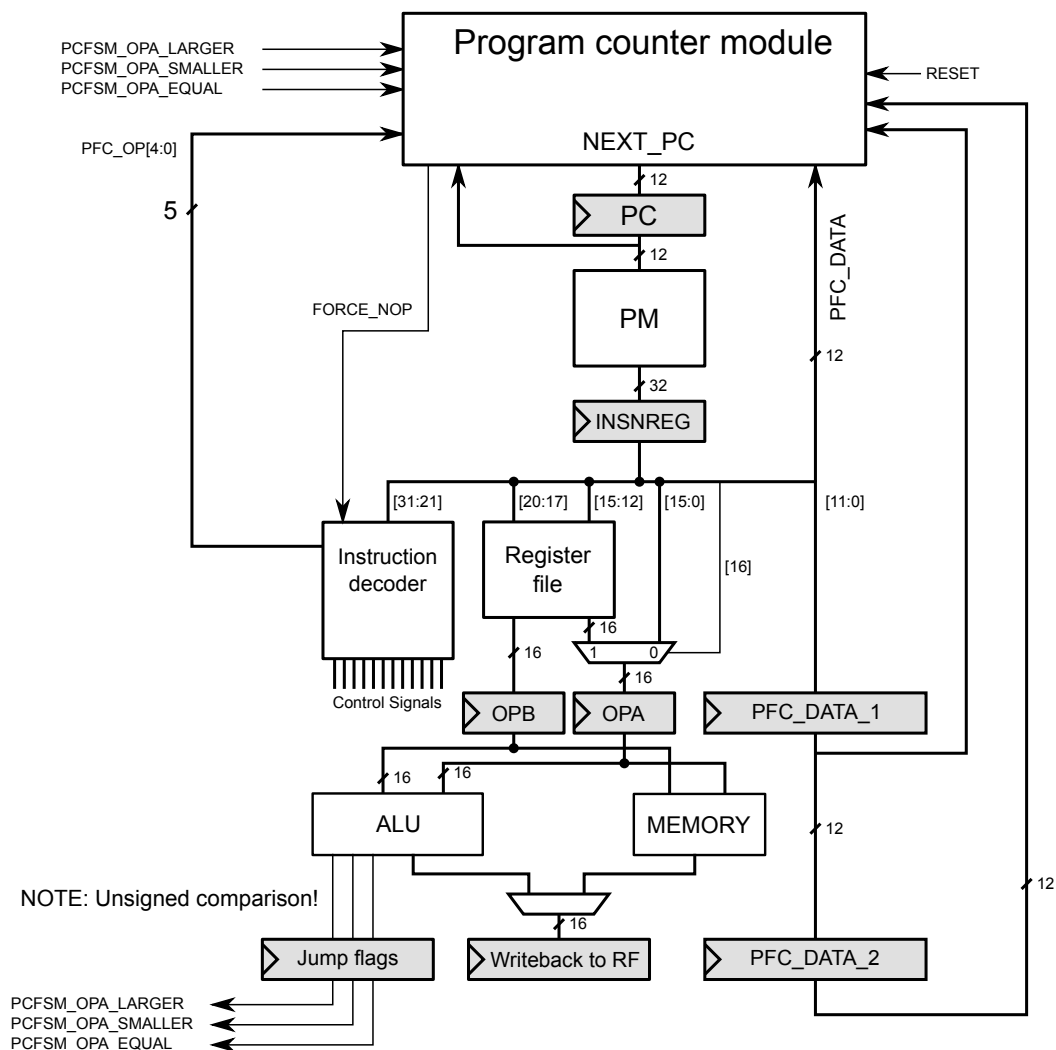 Program counter module
PCFSM_OPA_LARGER
PCFSM_OPA_SMALLER
PCFSM_OPA_EQUAL
RESET
PFC_OP[4:0]
NEXT_PC
12
5
PC
12
PFC_DATA
FORCE_NOP
PM
12
32
INSNREG
[31:21]
[20:17]
[15:12]
[15:0]
[11:0]
Instruction
decoder
Register
file
[16]
16
1
0
16
16
Control Signals
OPB
OPA
PFC_DATA_1
16
16
ALU
MEMORY
12
NOTE: Unsigned comparison!
12
16
Jump flags
Writeback to RF
PFC_DATA_2
PCFSM_OPA_LARGER
PCFSM_OPA_SMALLER
PCFSM_OPA_EQUAL